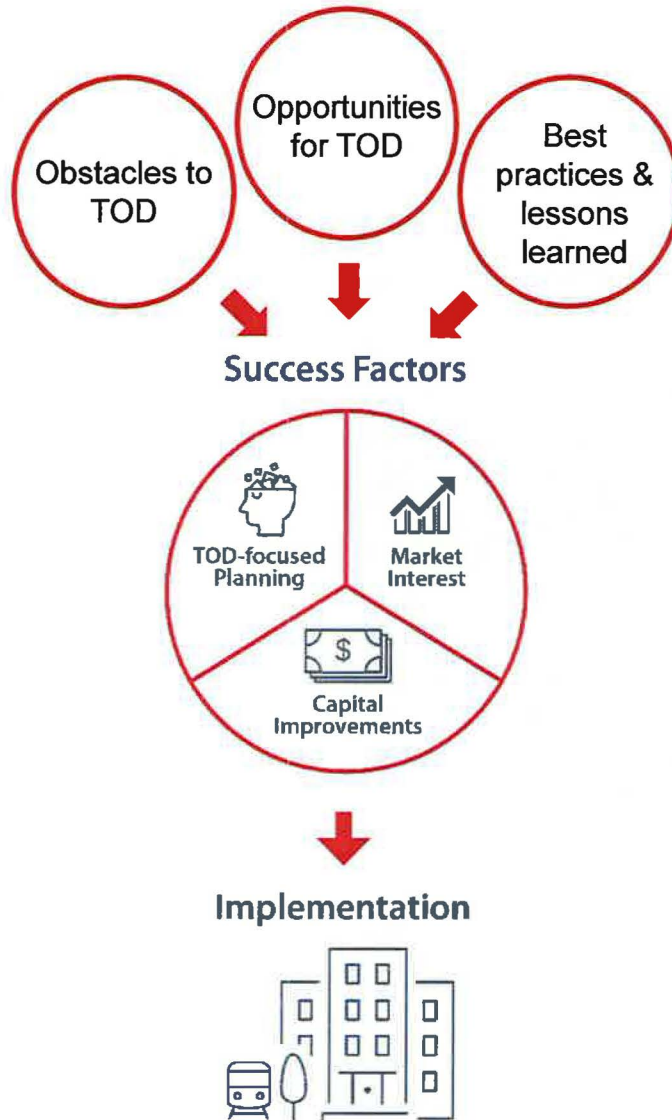 Obstacles to
TOD
Opportunities
for TOD
Best
practices &
lessons
learned
Success Factors
TOD-focused
Planning
Market
Interest
$
Capital
Improvements
Implementation